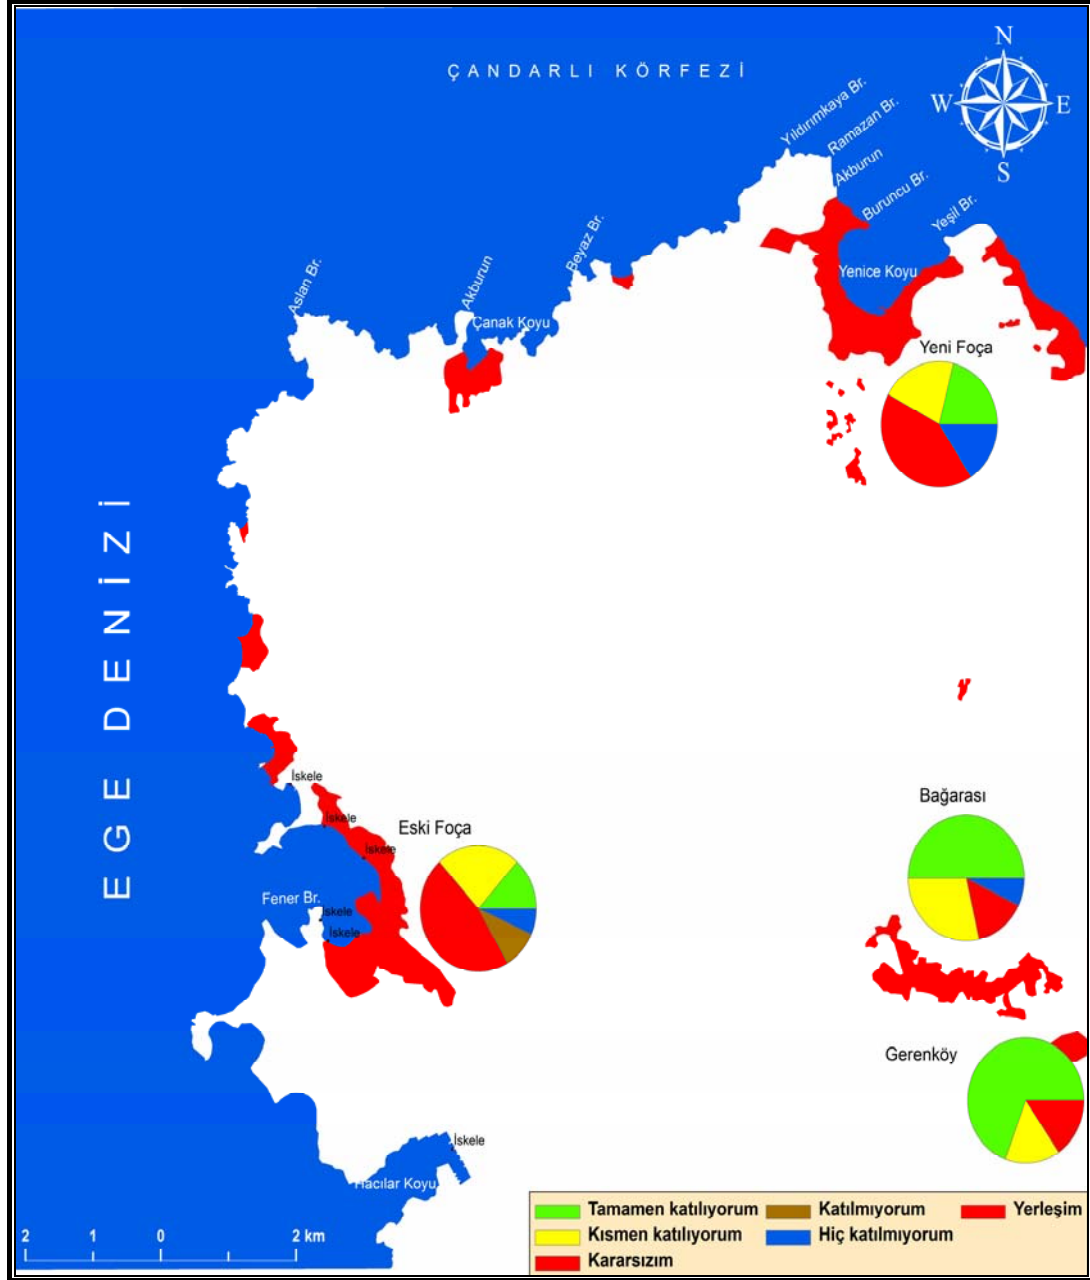 ÇANDARLI KÖRFEZİ
N
W
E
S
Yıldırımkaya Br.
Ramazan Br.
Akburun
Buruncu Br.
Yeşil Br.
Beyaz Br.
Akburun
Aslan Br.
Yenice Koyu
Çanak Koyu
Yeni Foça
EGE DENİZİ
İskele
Bağarası
İskele
Eski Foça
İskele
Fener Br.
İskele
İskele
Gerenköy
İskele
Hacılar Koyu
2 1 0 2 km
Tamamen katılıyorum
Katılmıyorum
Yerleşim
Kısmen katılıyorum
Hiç katılmıyorum
Kararsızım